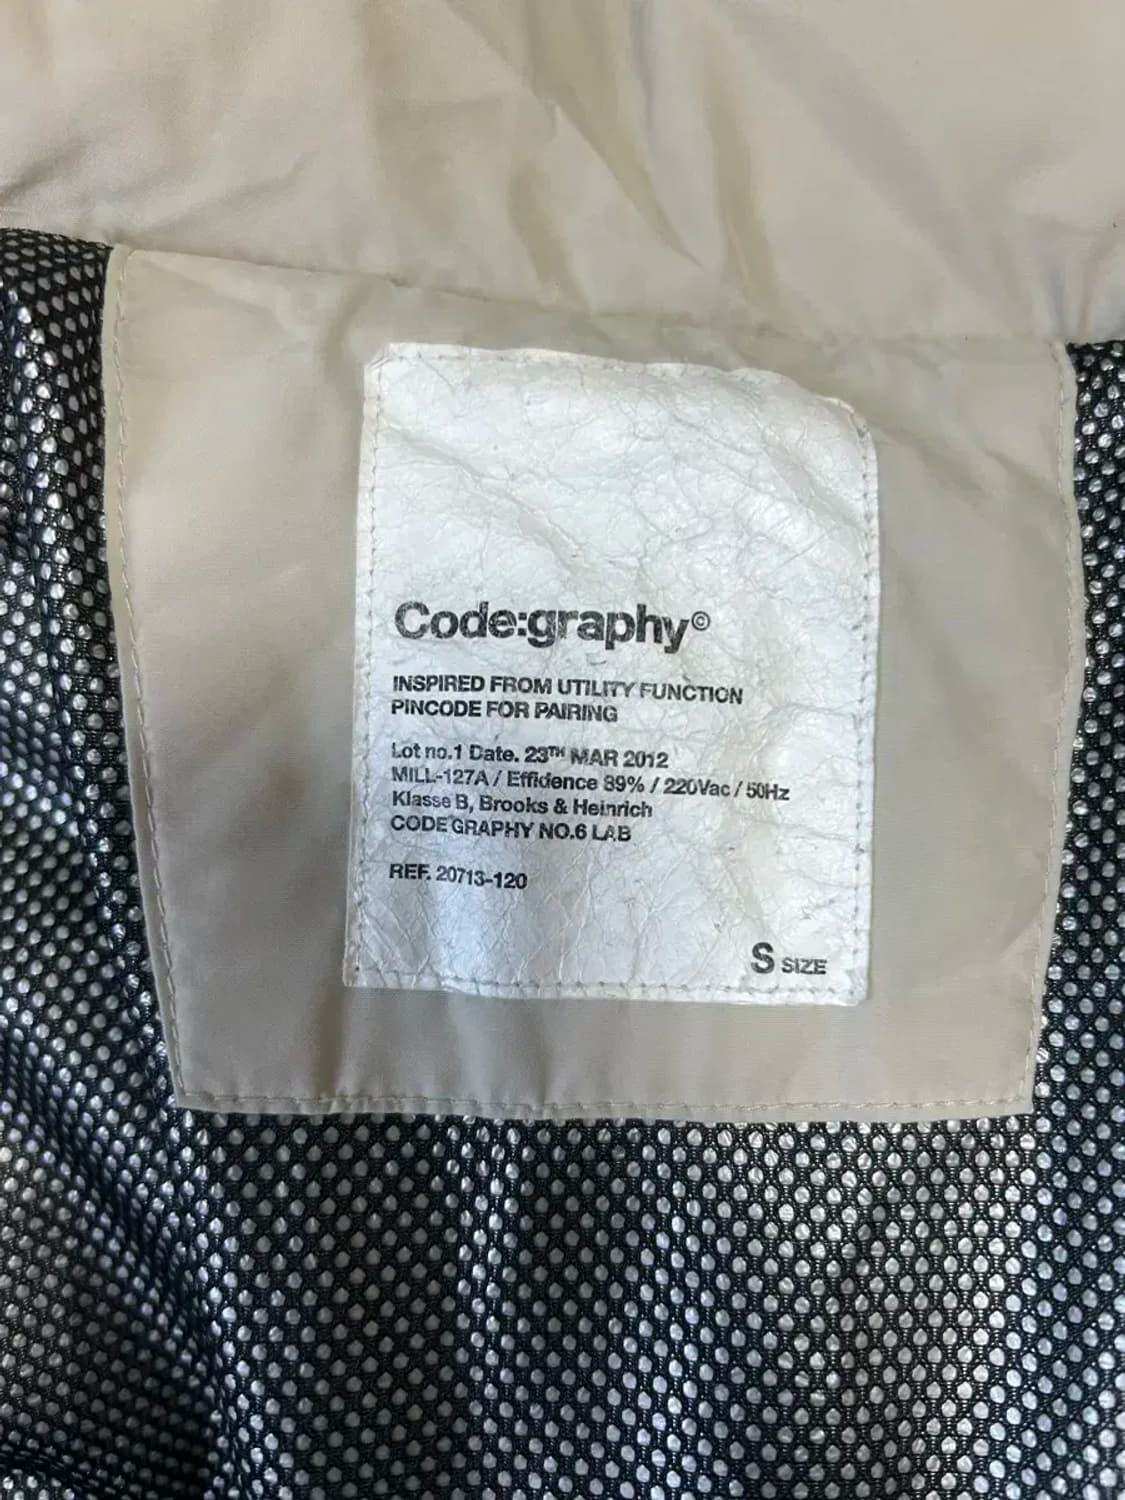 Code:graphy©
INSPIRED FROM UTILITY FUNCTION
PINCODE FOR PAIRING
Lot no.1 Date. 23TH MAR 2012
MILL-127A / Effidence 89% / 220Vac / 50Hz
Klasse B, Brooks & Heinrich
CODE GRAPHY NO.6 LAB
REF. 20713-120
S SIZE